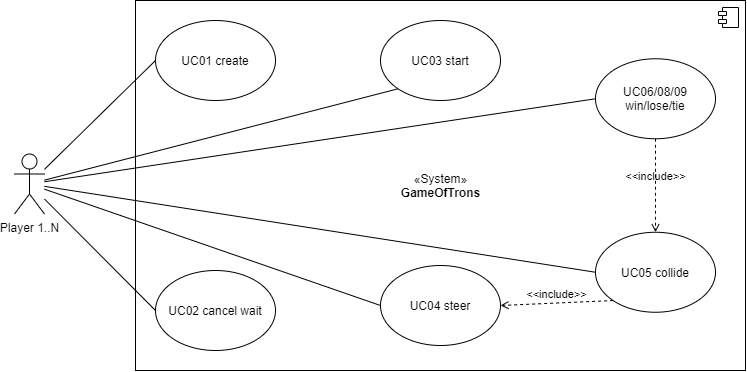 UC01 create
UC03 start
UC06/08/09
win/lose/tie
<<include>>
«System»
GameOfTrons
Player 1..N
UC05 collide
<<include>>
UC04 steer
UC02 cancel wait